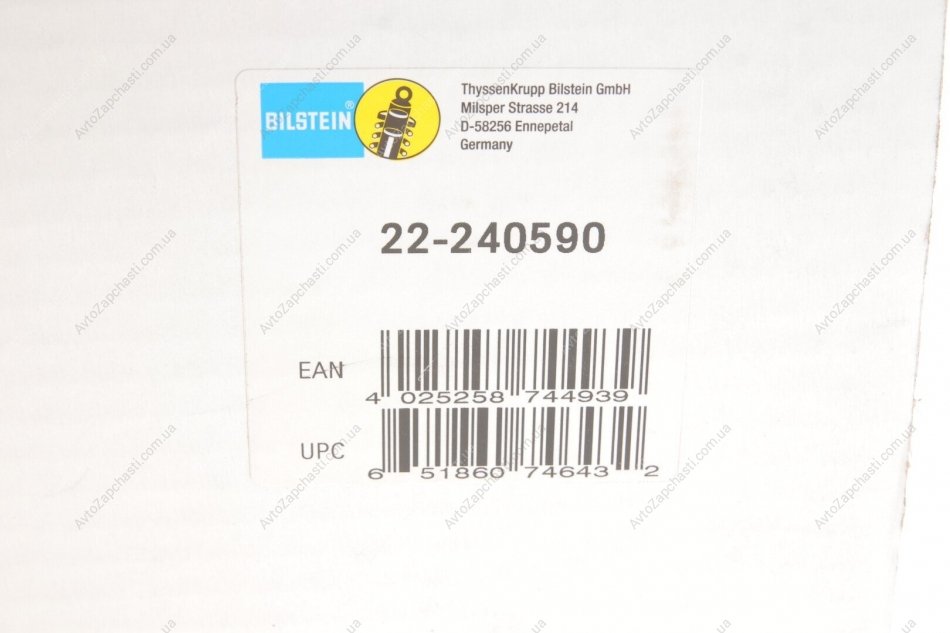 BILSTEIN®
ThyssenKrupp Bilstein GmbH
Milsper Strasse 214
D-58256 Ennepetal
Germany
22-240590
EAN
4 025258 744939
UPC
6 51860 74643 2
AvtoZapchasti.com.ua